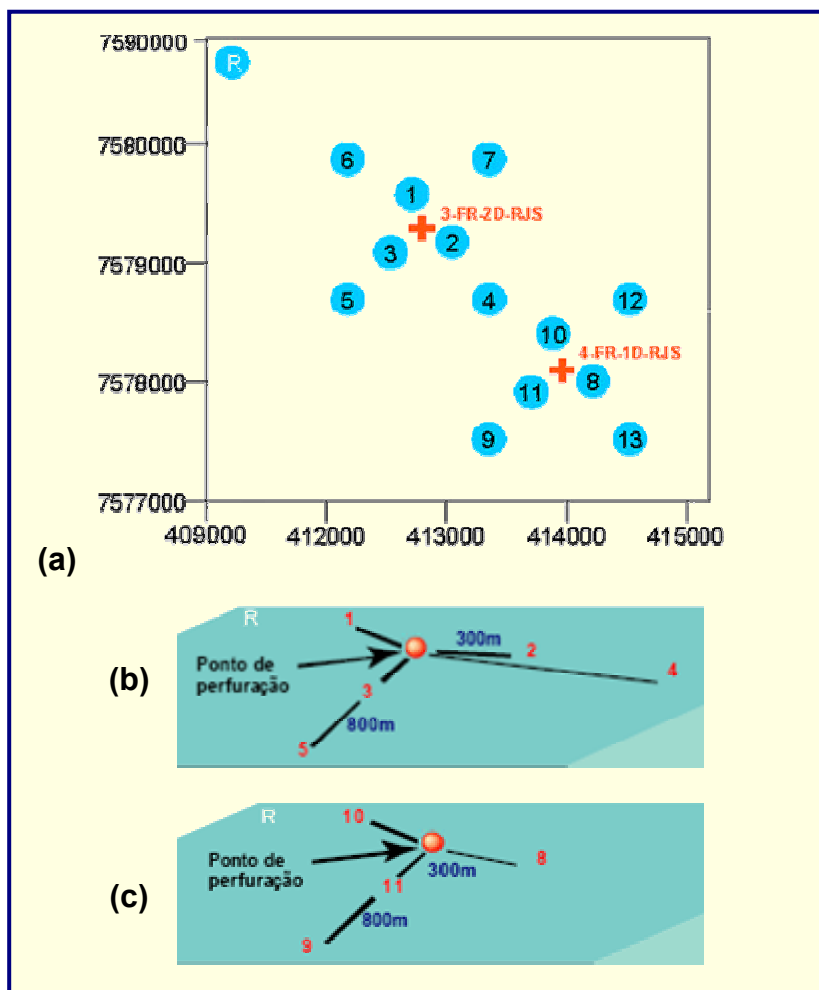 7590000
R
7580000
6
7
1
3-FR-2D-RJS
2
3
7579000
5
4
12
10
4-FR-1D-RJS
7578000
8
11
9
13
7577000
409000
412000
413000
414000
415000
(a)
R
1
300m
2
Ponto de
perfuração
4
(b)
3
800m
5
R
10
Ponto de
perfuração
8
300m
11
(c)
800m
9